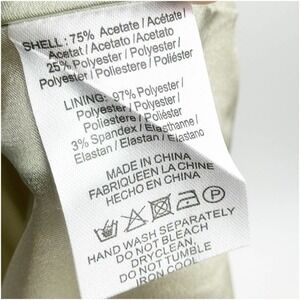 SHELL : 75% Acetate / Acétate /
Acetat / Acetato / Acetato
25% Polyester / Polyester /
Polyester / Poliestere / Poliéster
LINING: 97% Polyester /
Polyester / Polyester /
Poliestere / Poliéster
3% Spandex / Elasthanne /
Elastan / Elastan / Elastano
MADE IN CHINA
FABRIQUEEN LA CHINE
HECHO EN CHINA
HAND WASH SEPARATELY
DO NOT BLEACH
DRYCLEAN,
DO NOT TUMBLE
IRON COOL